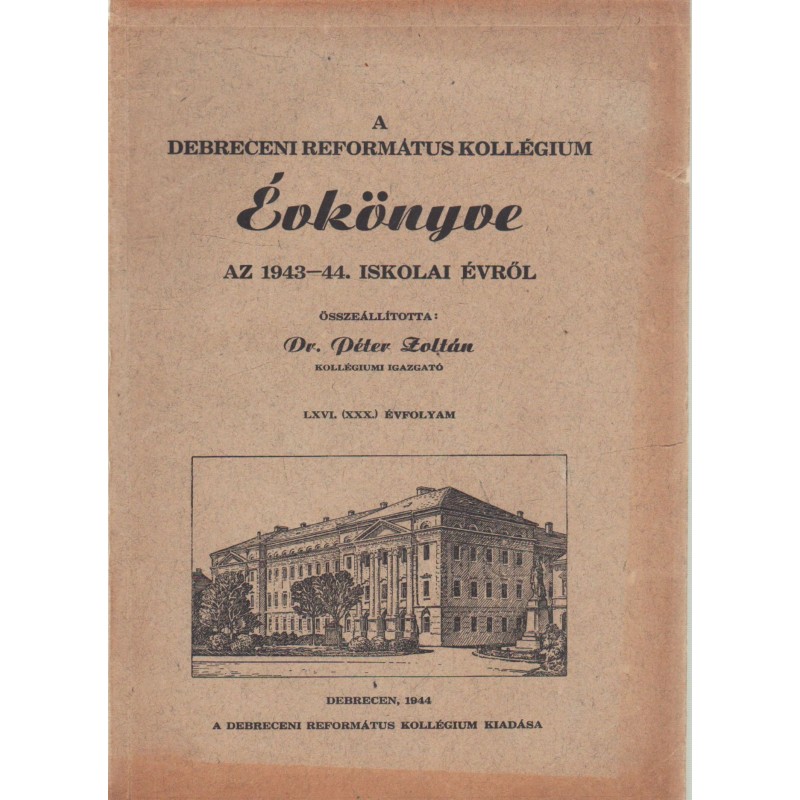 A
DEBRECENI REFORMÁTUS KOLLÉGIUM
Évkönyve
AZ 1943—44. ISKOLAI ÉVRŐL
ÖSSZEÁLLÍTOTTA:
Dr. Péter Zoltán
KOLLÉGIUMI IGAZGATÓ
LXVI. (XXX.) ÉVFOLYAM
DEBRECEN, 1944
A DEBRECENI REFORMÁTUS KOLLÉGIUM KIADÁSA